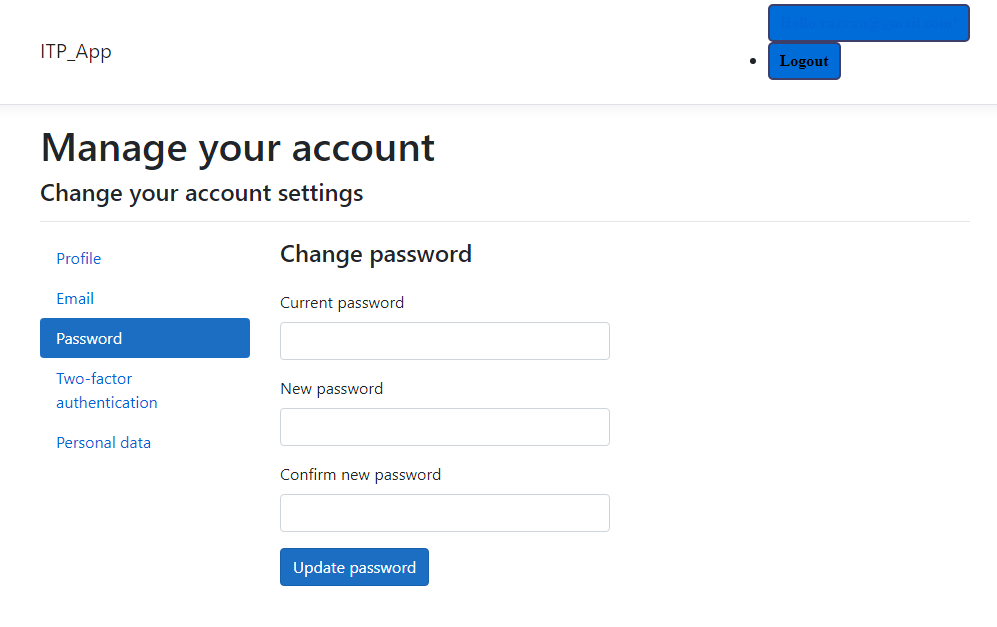 ITP_App
Logout
Manage your account
Change your account settings
Profile
Email
Password
Two-factor
authentication
Personal data
Change password
Current password
New password
Confirm new password
Update password